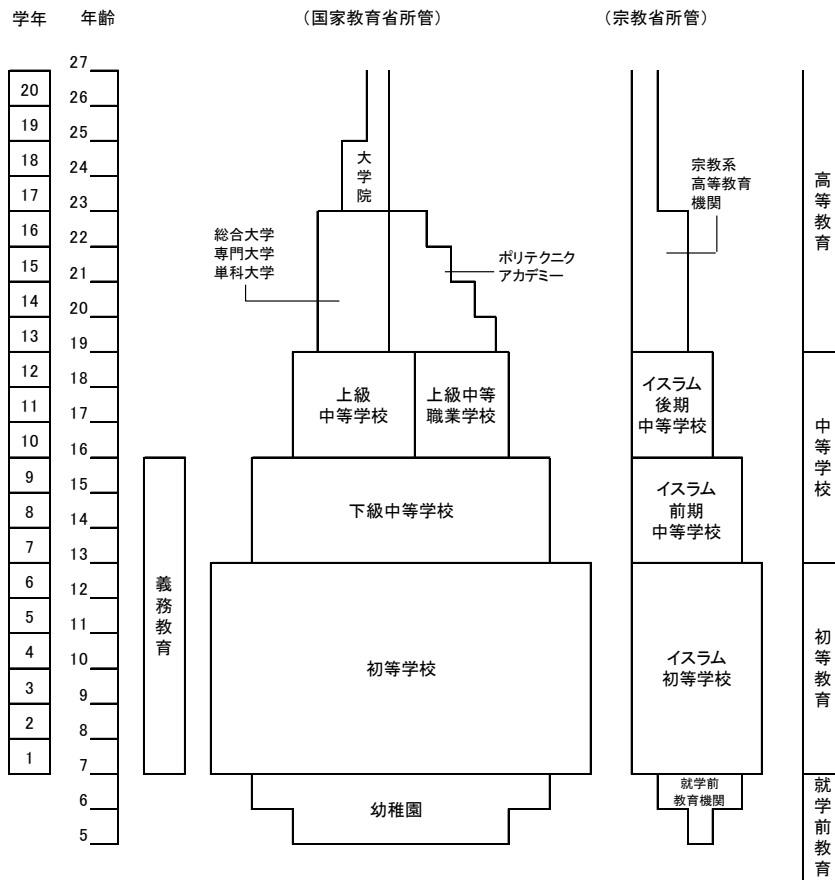 学年 年齢 (国家教育省所管) (宗教省所管)
27
20
26
19
25
18
24
17
23
16
22
15
21
14
20
13
19
12
18
11
17
10
16
9
15
8
14
7
13
6
12
5
11
4
10
3
9
2
8
1
7
6
5
義務教育
大学院
総合大学
専門大学
単科大学
ポリテクニク
アカデミー
上級
中等学校
上級中等
職業学校
下級中等学校
初等学校
幼稚園
宗教系
高等教育
機関
イスラム
後期
中等学校
イスラム
前期
中等学校
イスラム
初等学校
就学前
教育機関
高等教育
中等学校
初等教育
就学前教育